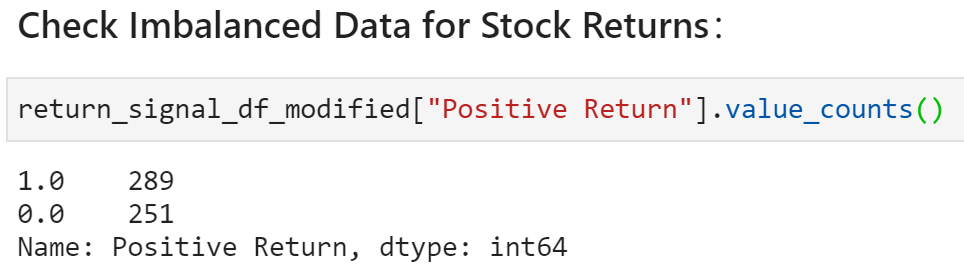 Check Imbalanced Data for Stock Returns:
return_signal_df_modified["Positive Return"].value_counts()
1.0    289
0.0    251
Name: Positive Return, dtype: int64